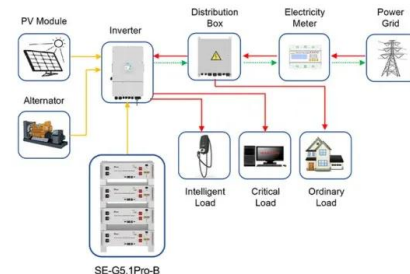 Distribution
Box
Electricity
Meter
Power
Grid
PV Module
Inverter
Alternator
Intelligent
Load
Critical
Load
Ordinary
Load
SE-G5.1Pro-B